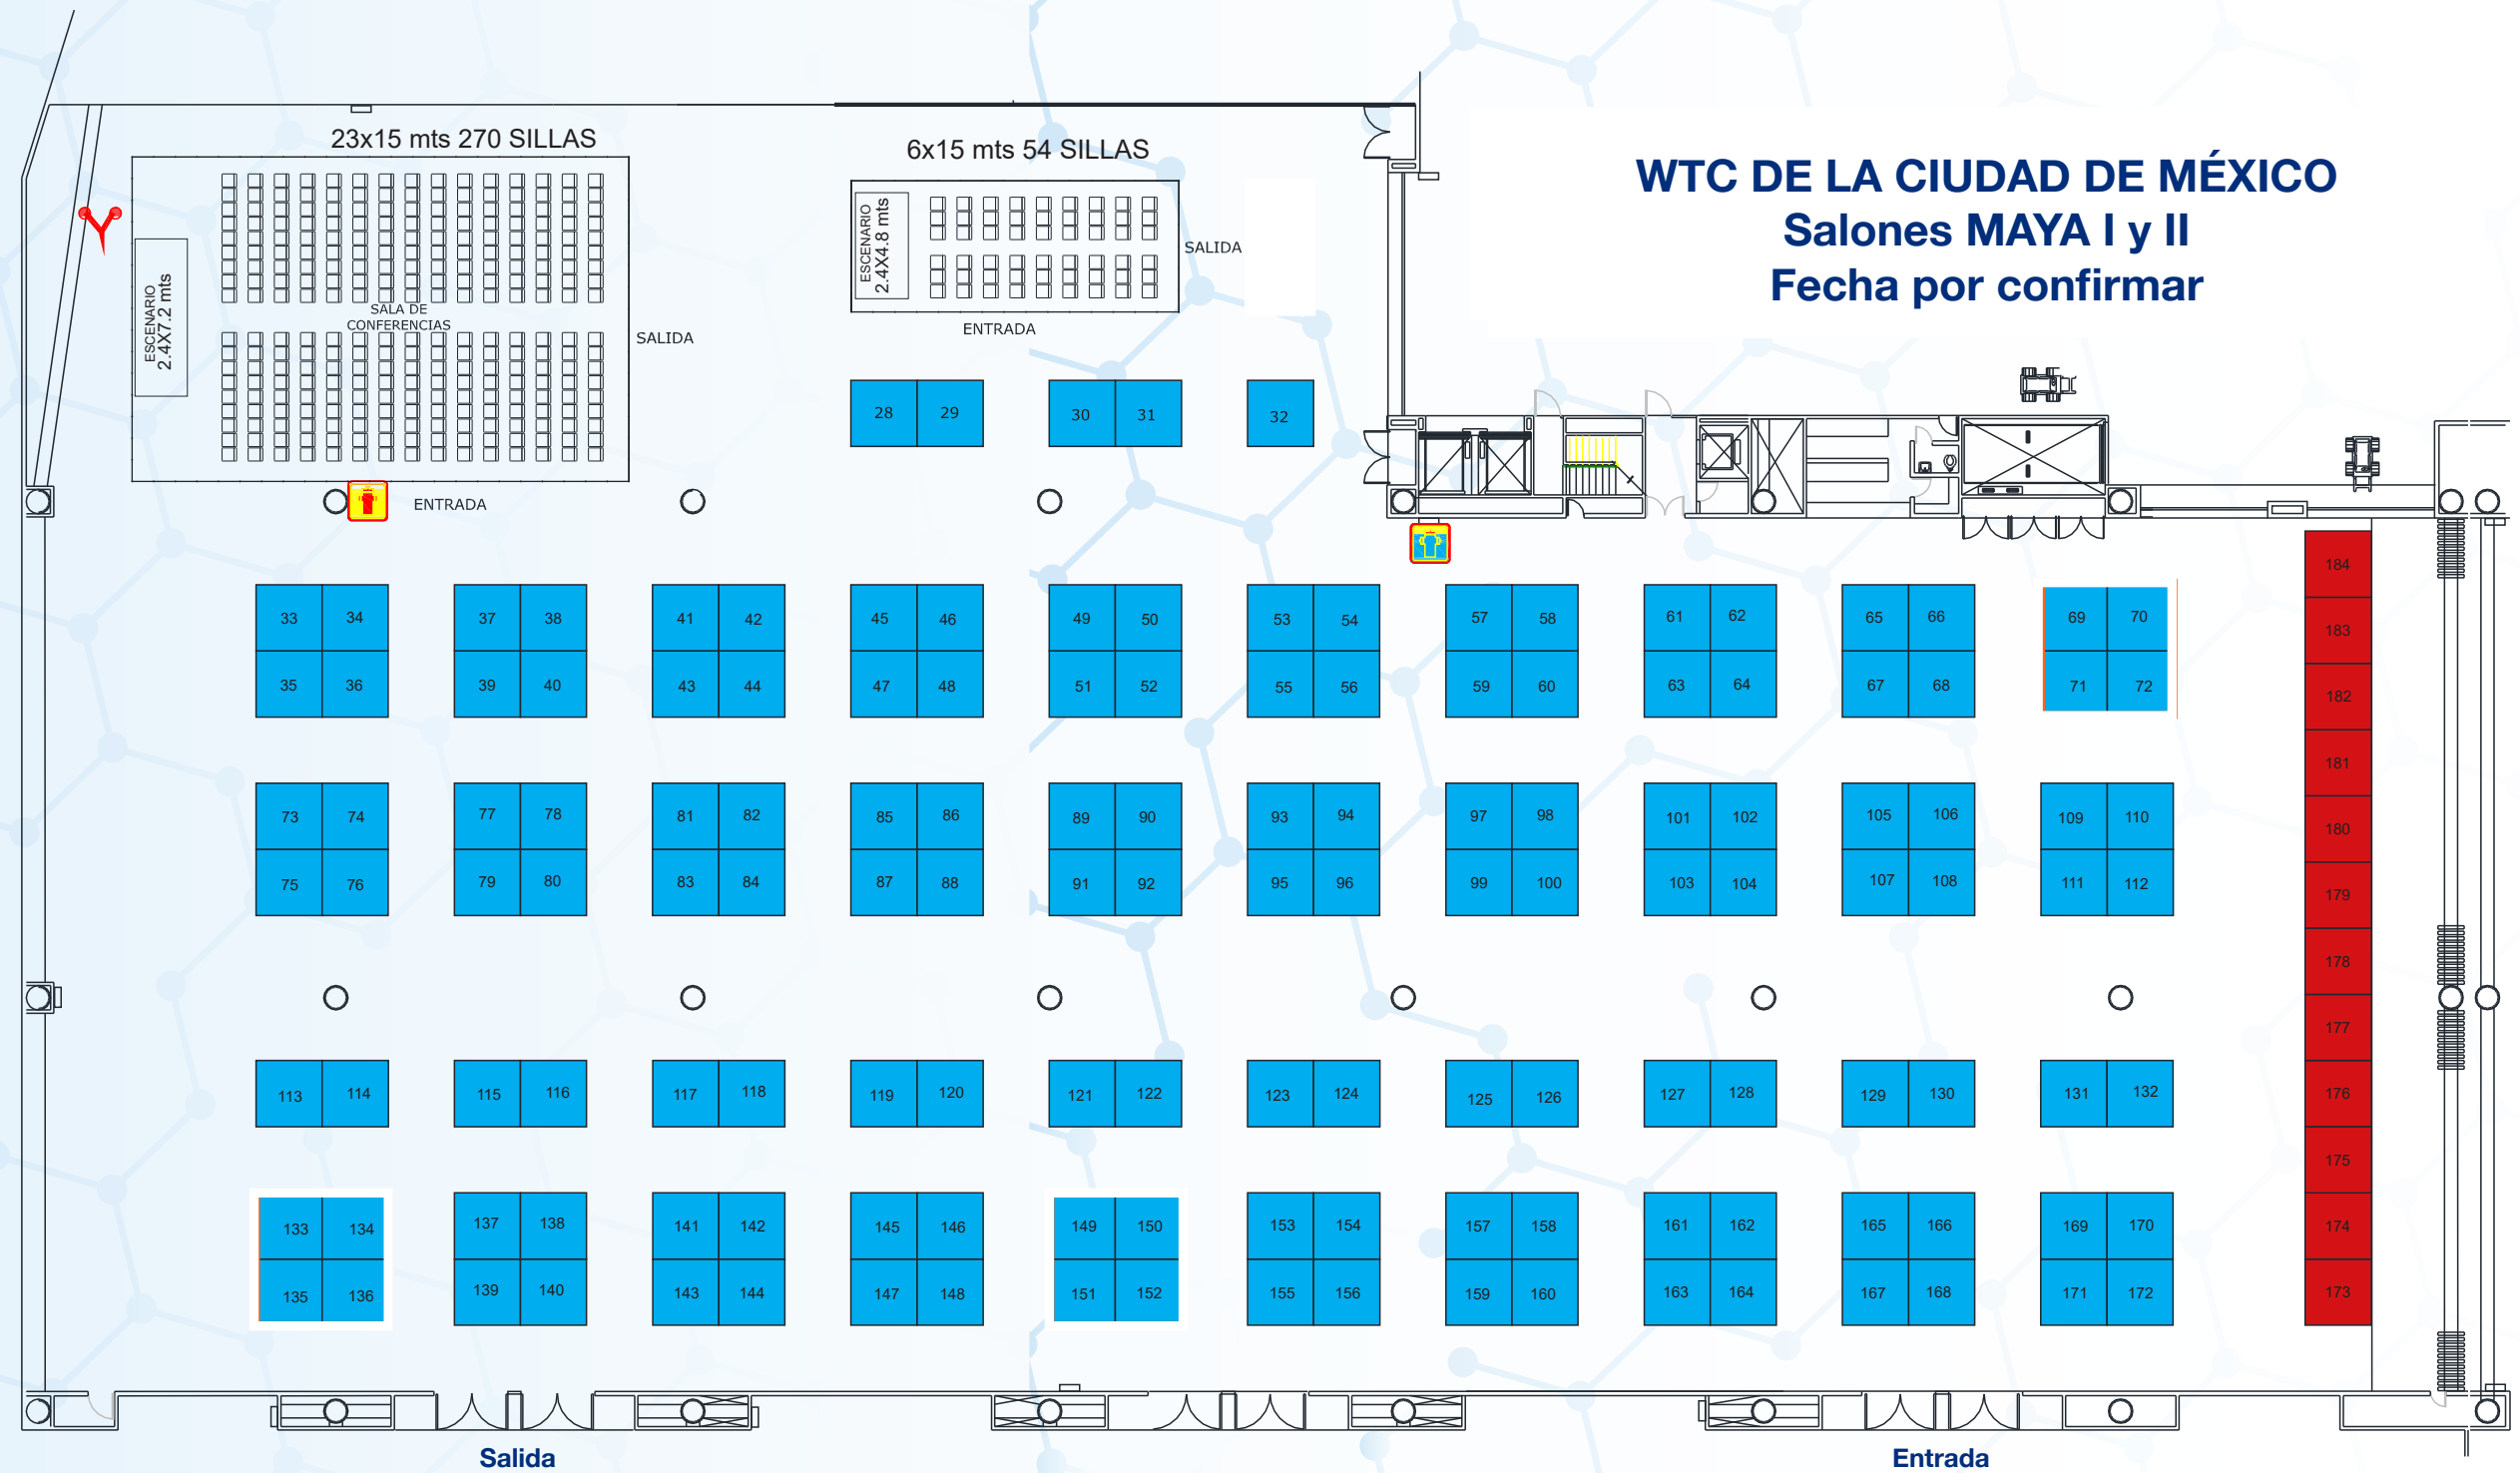 WTC DE LA CIUDAD DE MÉXICO
Salones MAYA I y II
Fecha por confirmar
23x15 mts 270 SILLAS
ESCENARIO
2.4X7.2 mts
SALA DE
CONFERENCIAS
SALIDA
ENTRADA
6x15 mts 54 SILLAS
ESCENARIO
2.4X4.8 mts
SALIDA
ENTRADA
28 29 30 31 32
33 34 37 38 41 42 45 46 49 50 53 54 57 58 61 62 65 66 69 70
35 36 39 40 43 44 47 48 51 52 55 56 59 60 63 64 67 68 71 72
73 74 77 78 81 82 85 86 89 90 93 94 97 98 101 102 105 106 109 110
75 76 79 80 83 84 87 88 91 92 95 96 99 100 103 104 107 108 111 112
113 114 115 116 117 118 119 120 121 122 123 124 125 126 127 128 129 130 131 132
133 134 137 138 141 142 145 146 149 150 153 154 157 158 161 162 165 166 169 170
135 136 139 140 143 144 147 148 151 152 155 156 159 160 163 164 167 168 171 172
184
183
182
181
180
179
178
177
176
175
174
173
Salida
Entrada